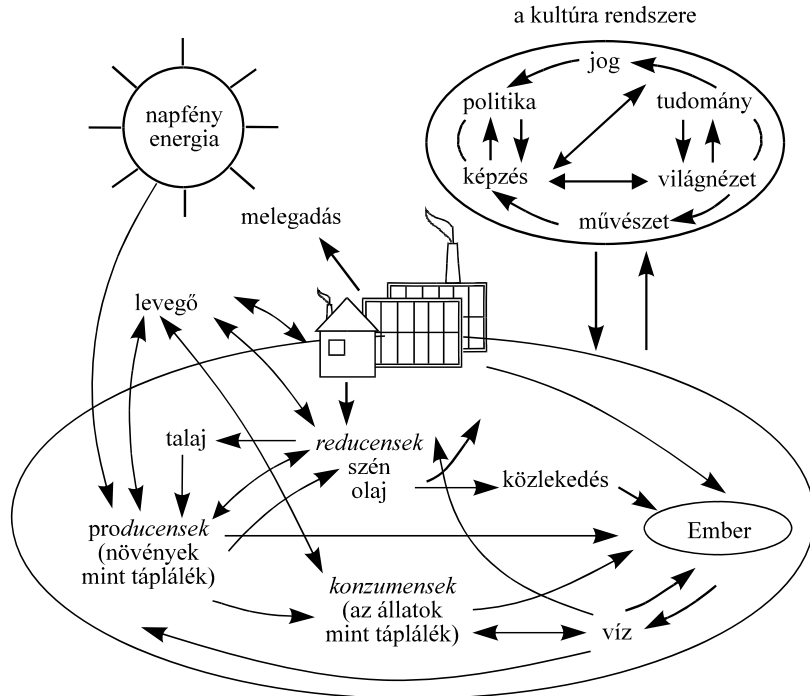 a kultúra rendszere
jog
politika
tudomány
képzés
világnézet
művészet
napfény
energia
melegadás
levegő
talaj
reducensek
szén
olaj
közlekedés
Ember
producensek
(növények
mint táplálék)
konzumensek
(az állatok
mint táplálék)
víz